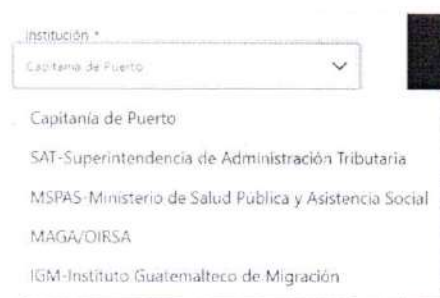 Institución *
Capitanía de Puerto
Capitanía de Puerto
SAT-Superintendencia de Administración Tributaria
MSPAS-Ministerio de Salud Pública y Asistencia Social
MAGA/OIRSA
IGM-Instituto Guatemalteco de Migración